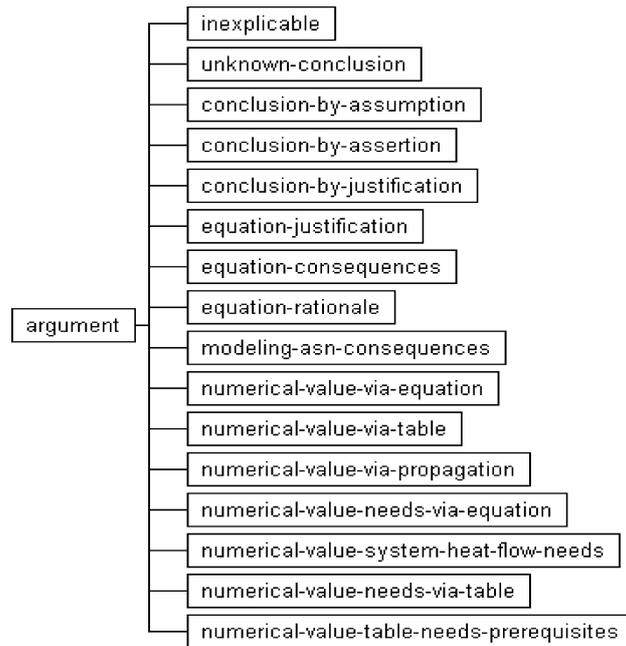 inexplicable
unknown-conclusion
conclusion-by-assumption
conclusion-by-assertion
conclusion-by-justification
equation-justification
equation-consequences
equation-rationale
argument
modeling-asn-consequences
numerical-value-via-equation
numerical-value-via-table
numerical-value-via-propagation
numerical-value-needs-via-equation
numerical-value-system-heat-flow-needs
numerical-value-needs-via-table
numerical-value-table-needs-prerequisites